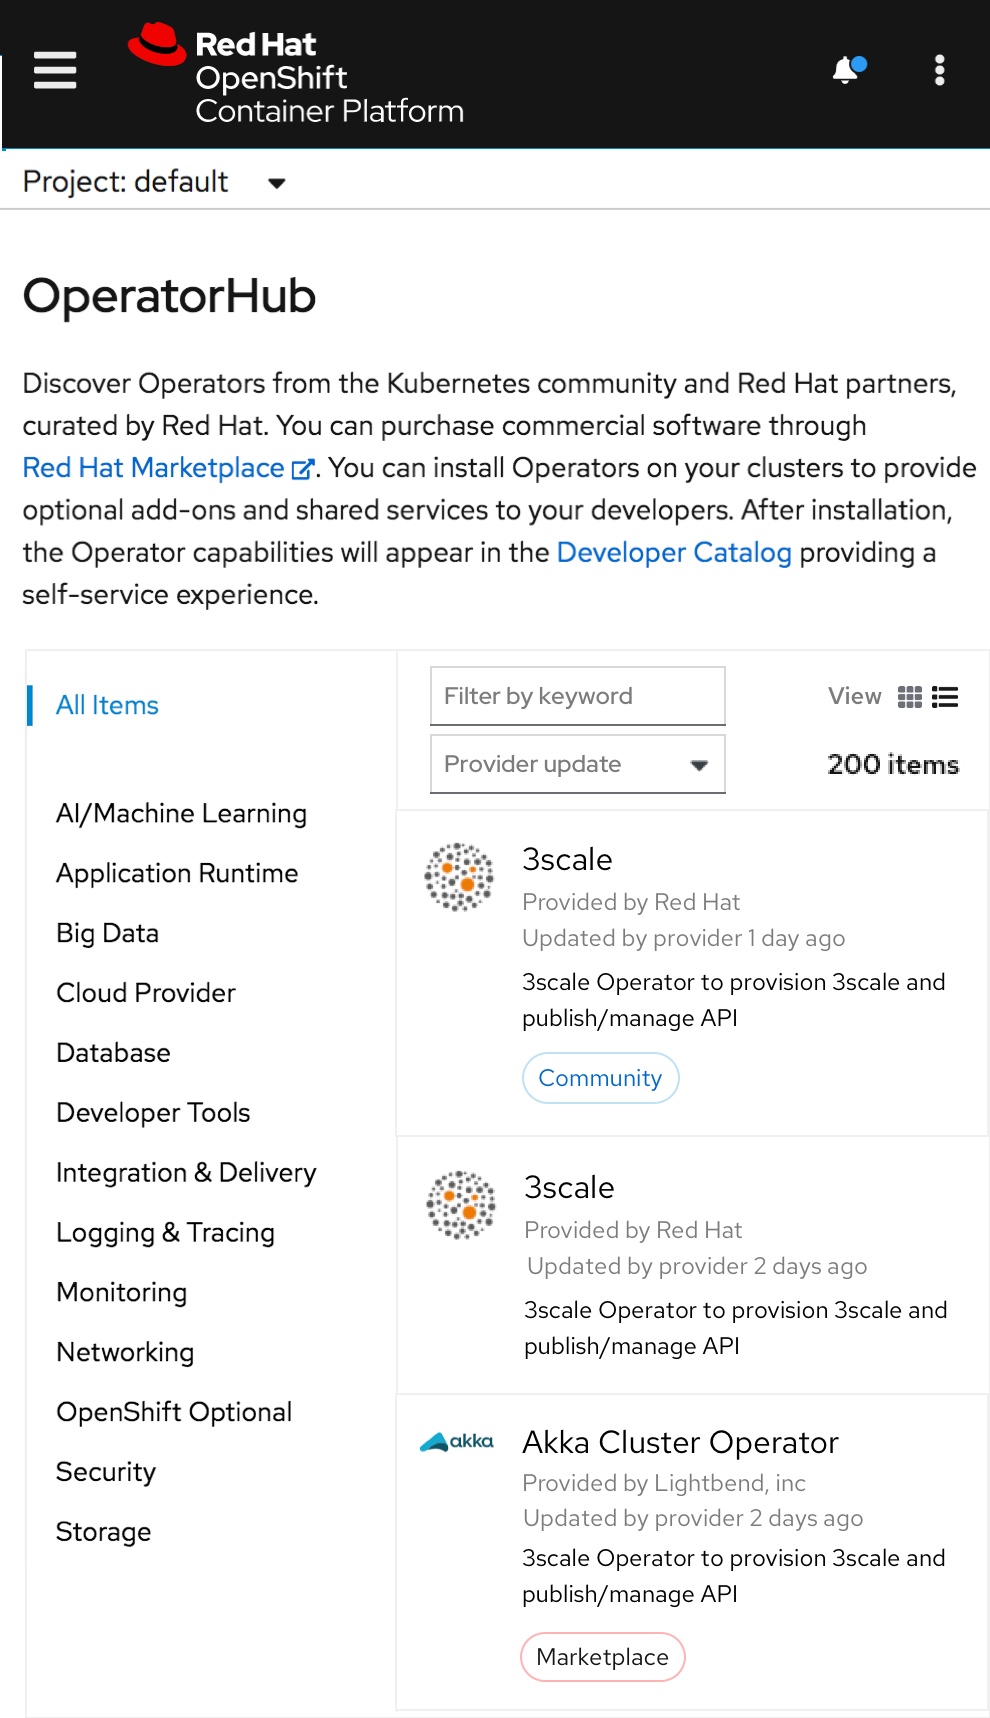 Red Hat
OpenShift
Container Platform
Project: default
OperatorHub
Discover Operators from the Kubernetes community and Red Hat partners,
curated by Red Hat. You can purchase commercial software through
Red Hat Marketplace. You can install Operators on your clusters to provide
optional add-ons and shared services to your developers. After installation,
the Operator capabilities will appear in the Developer Catalog providing a
self-service experience.
All Items
AI/Machine Learning
Application Runtime
Big Data
Cloud Provider
Database
Developer Tools
Integration & Delivery
Logging & Tracing
Monitoring
Networking
OpenShift Optional
Security
Storage
Filter by keyword
View
Provider update
200 items
3scale
Provided by Red Hat
Updated by provider 1 day ago
3scale Operator to provision 3scale and
publish/manage API
Community
3scale
Provided by Red Hat
Updated by provider 2 days ago
3scale Operator to provision 3scale and
publish/manage API
akka
Akka Cluster Operator
Provided by Lightbend, inc
Updated by provider 2 days ago
3scale Operator to provision 3scale and
publish/manage API
Marketplace